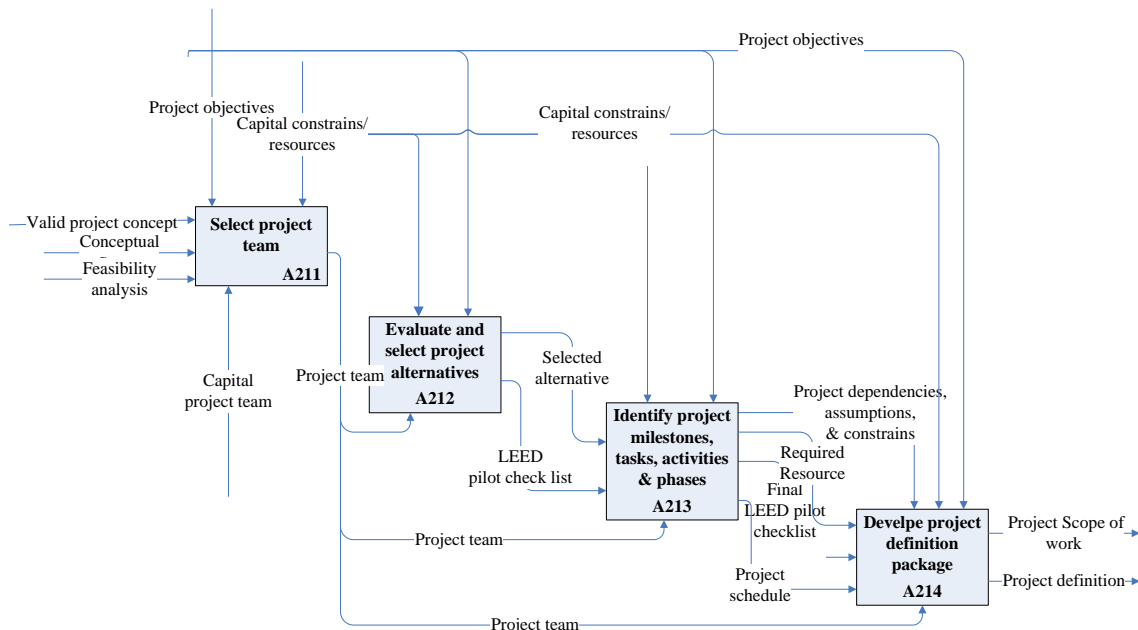 Project objectives
Project objectives
Capital constrains/
resources
Capital constrains/
resources
Valid project concept
Conceptual
Feasibility
analysis
Select project
team
A211
Capital
project team
Project team
Evaluate and
select project
alternatives
A212
Selected
alternative
LEED
pilot check list
Project team
Identify project
milestones,
tasks, activities
& phases
A213
Project dependencies,
assumptions,
& constrains
Required
Resource
Final
LEED pilot
checklist
Project
schedule
Develpe project
definition
package
A214
Project Scope of
work
Project definition
Project team